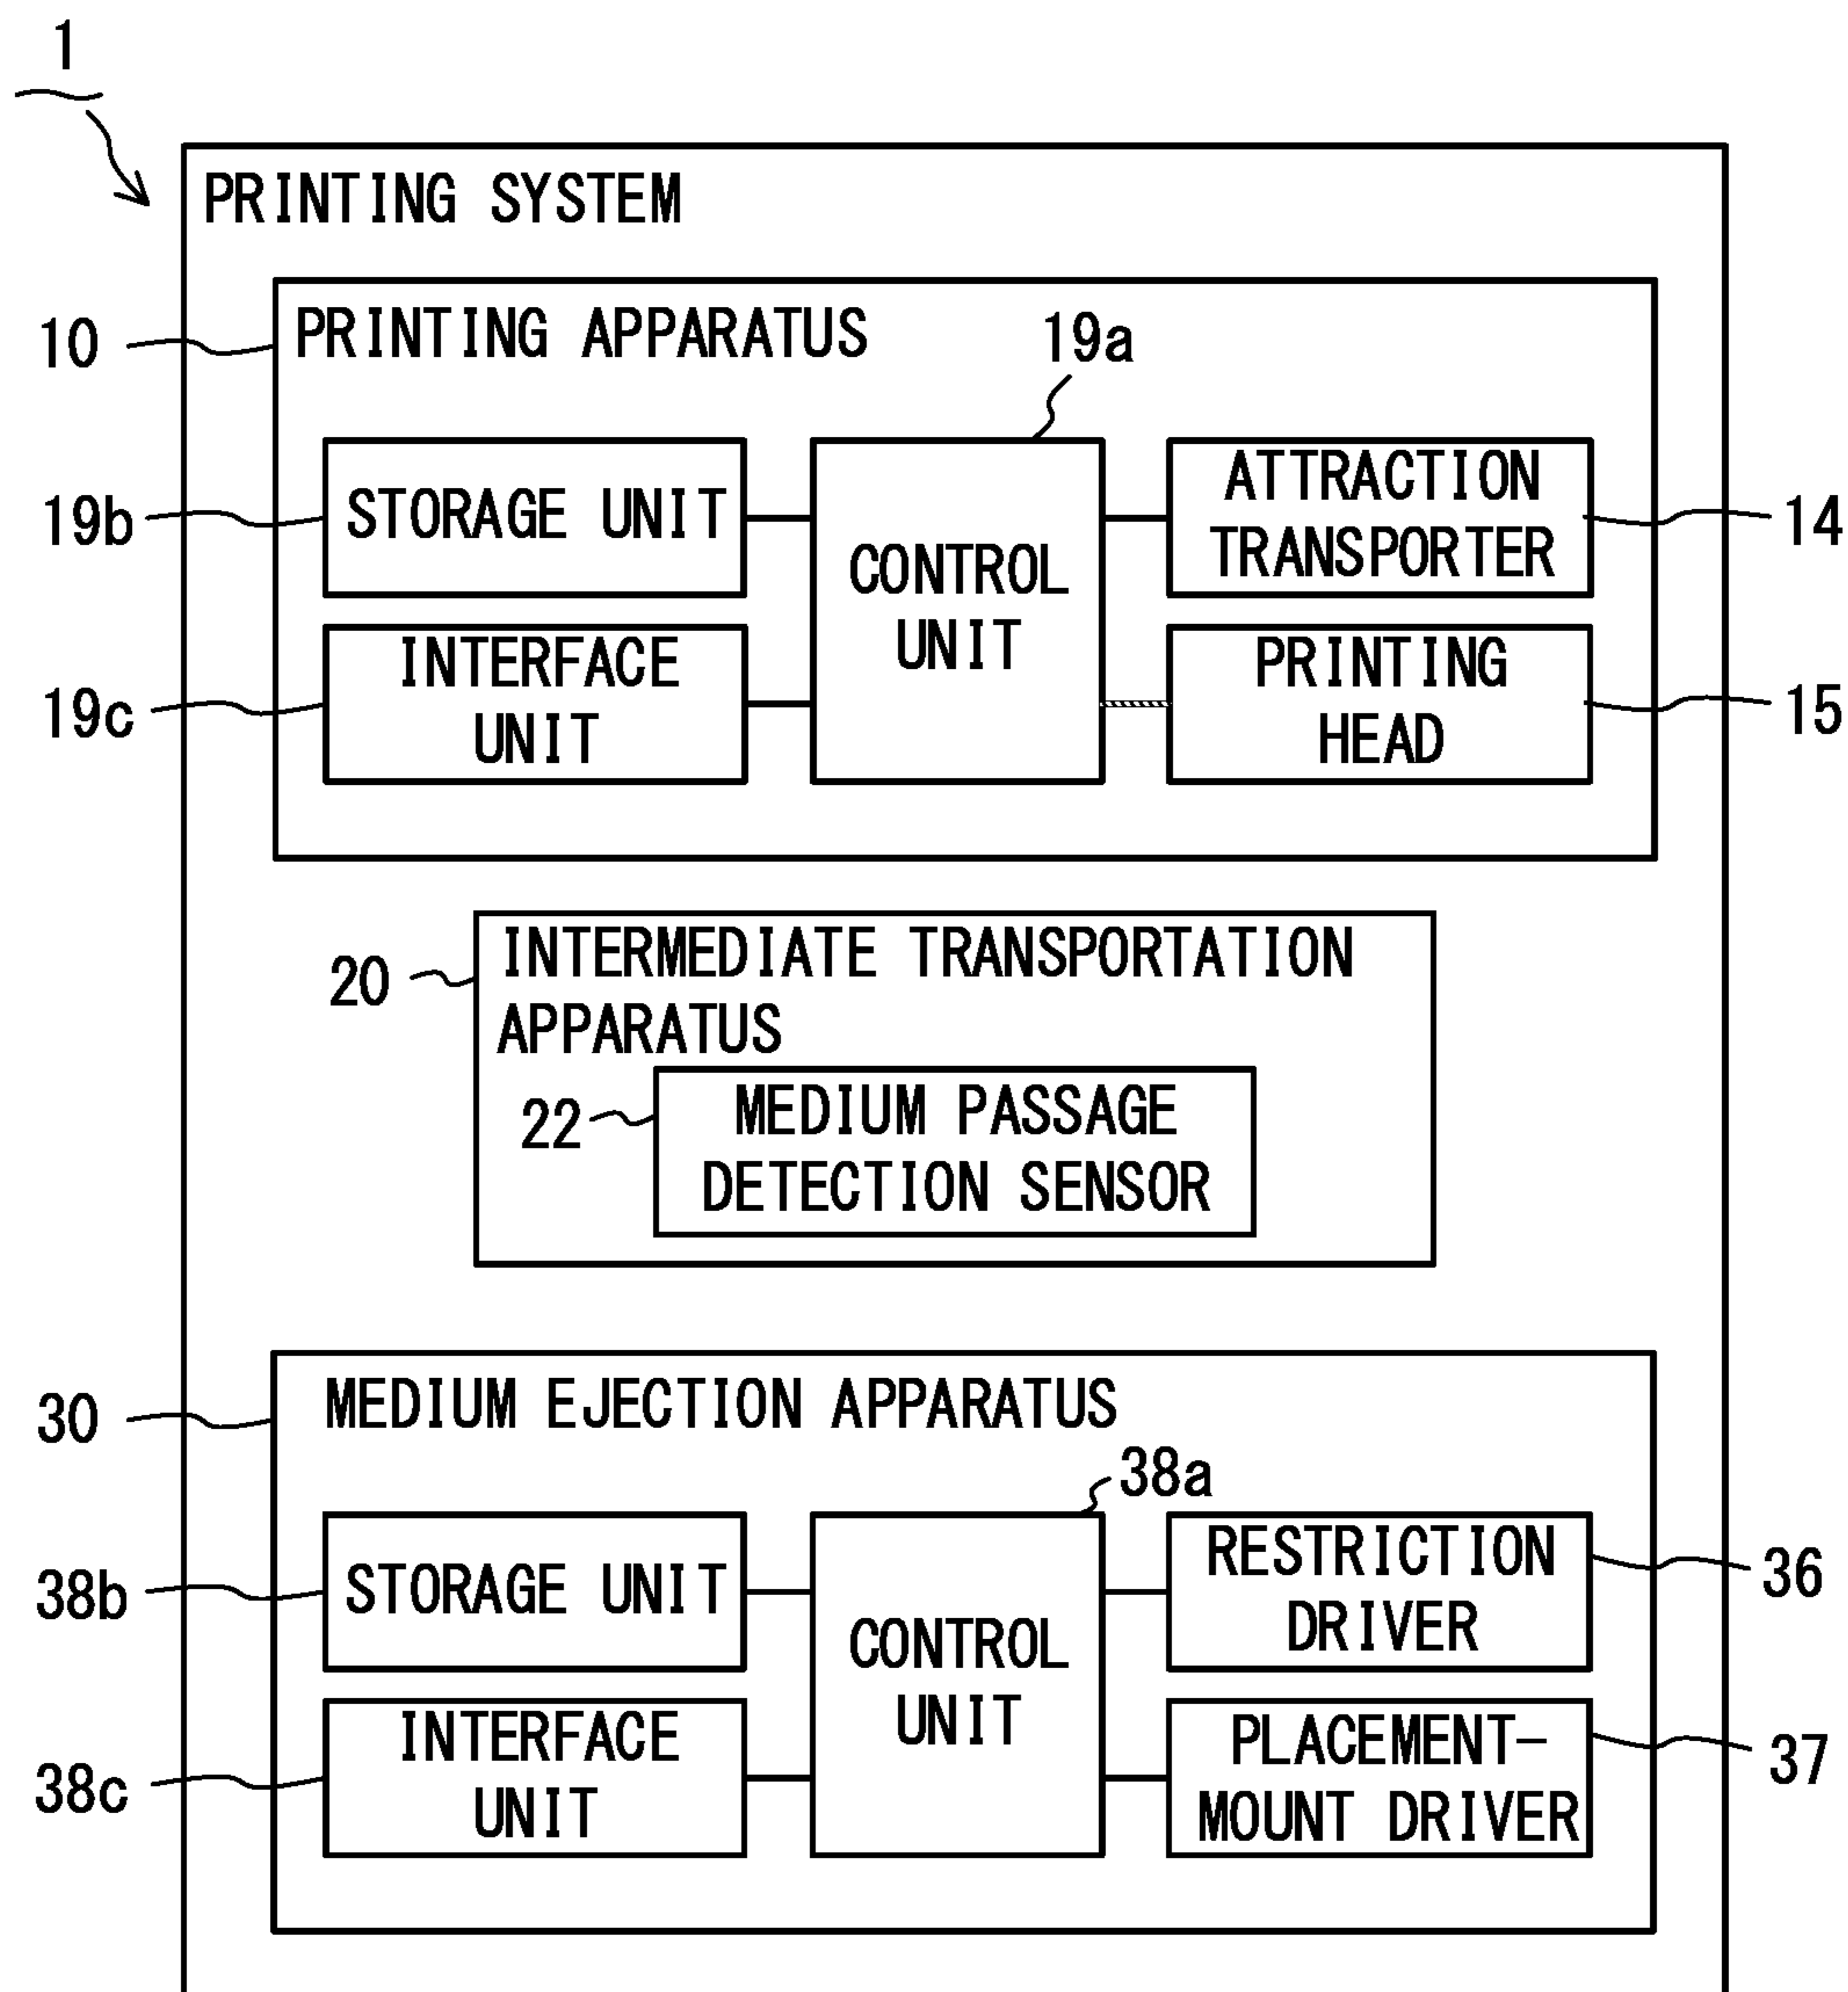 1
PRINTING SYSTEM
10
PRINTING APPARATUS
19a
19b
STORAGE UNIT
CONTROL
UNIT
ATTRACTION
TRANSPORTER
14
19c
INTERFACE
UNIT
PRINTING
HEAD
15
20
INTERMEDIATE TRANSPORTATION
APPARATUS
22
MEDIUM PASSAGE
DETECTION SENSOR
30
MEDIUM EJECTION APPARATUS
38a
38b
STORAGE UNIT
CONTROL
UNIT
RESTRICTION
DRIVER
36
38c
INTERFACE
UNIT
PLACEMENT-
MOUNT DRIVER
37